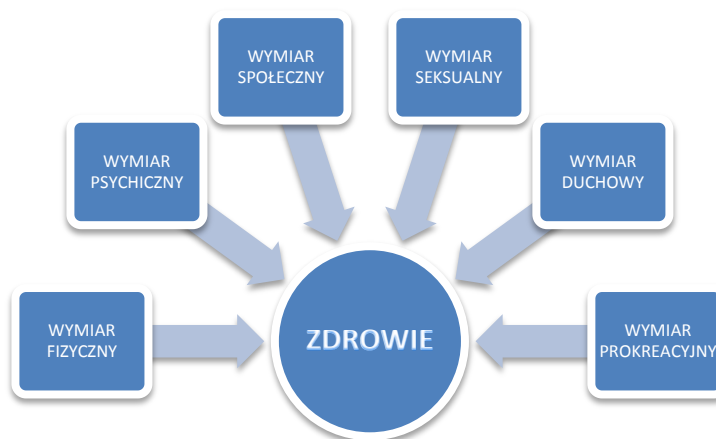 WYMIAR
SPOŁECZNY
WYMIAR
SEKSUALNY
WYMIAR
PSYCHICZNY
WYMIAR
DUCHOWY
WYMIAR
FIZYCZNY
ZDROWIE
WYMIAR
PROKREACYJNY